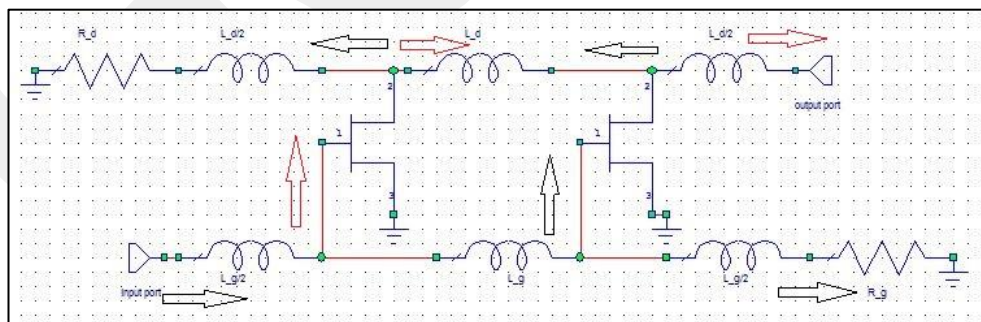 R_d
L_d/2
L_d
L_d/2
2
2
output port
1
1
3
3
L_g/2
L_g
L_g/2
R_g
Input port